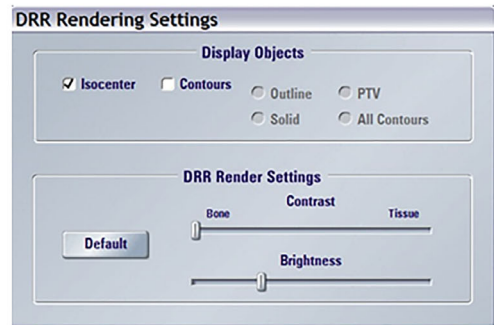 DRR Rendering Settings
Display Objects
Isocenter Contours Outline PTV
Solid All Contours
DRR Render Settings
Contrast
Bone Tissue
Default
Brightness